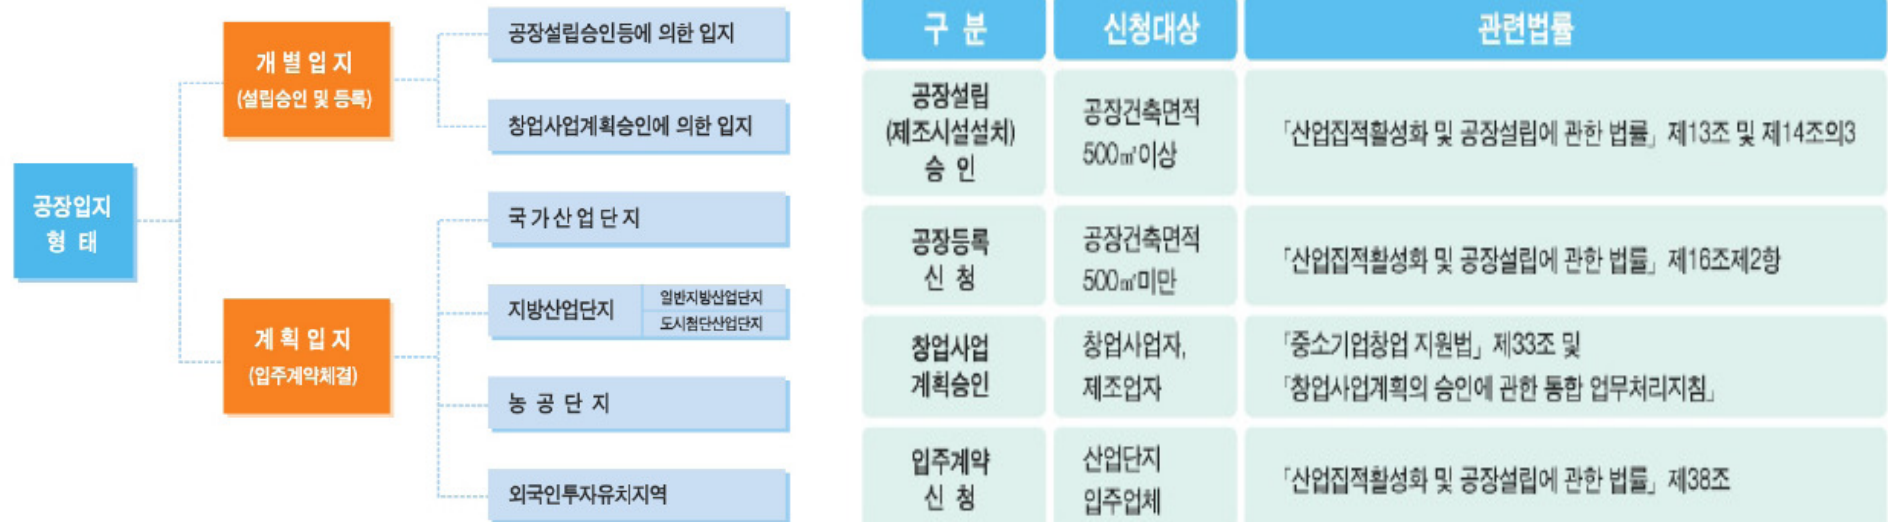 공장입지
형 태
개 별 입 지
(설립승인 및 등록)
공장설립승인등에 의한 입지
창업사업계획승인에 의한 입지
계 획 입 지
(입주계약체결)
국 가 산 업 단 지
지방산업단지
일반지방산업단지
도시첨단산업단지
농 공 단 지
외국인투자유치지역
구 분
신청대상
관련법률
공장설립
(제조시설설치)
승 인
공장건축면적
500㎡이상
「산업집적활성화 및 공장설립에 관한 법률」 제13조 및 제14조의3
공장등록
신 청
공장건축면적
500㎡미만
「산업집적활성화 및 공장설립에 관한 법률」 제16조제2항
창업사업
계획승인
창업사업자,
제조업자
「중소기업창업 지원법」 제33조 및
「창업사업계획의 승인에 관한 통합 업무처리지침」
입주계약
신 청
산업단지
입주업체
「산업집적활성화 및 공장설립에 관한 법률」 제38조